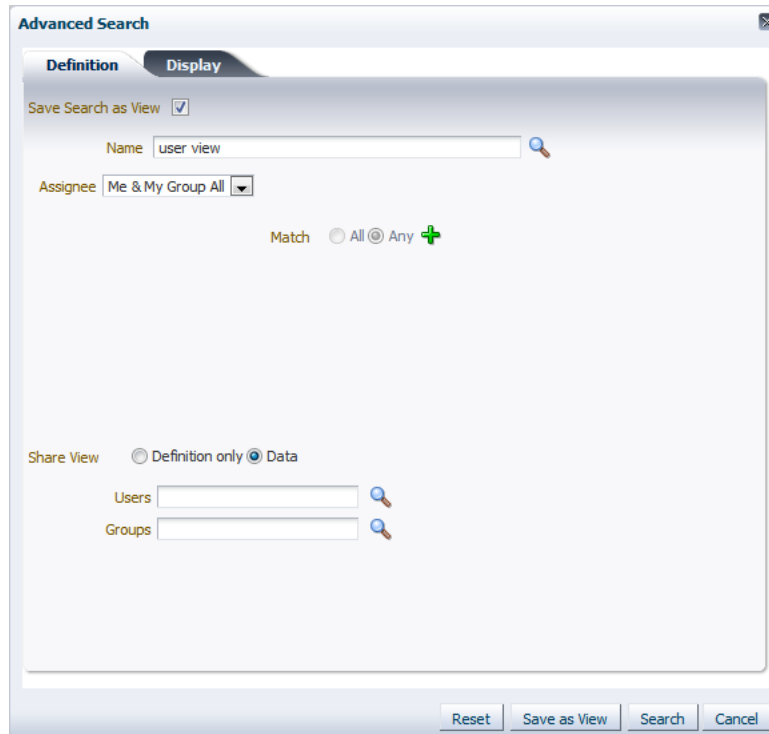 Advanced Search
Definition Display
Save Search as View
Name user view
Assignee Me & My Group All
Match All Any
Share View Definition only Data
Users
Groups
Reset Save as View Search Cancel